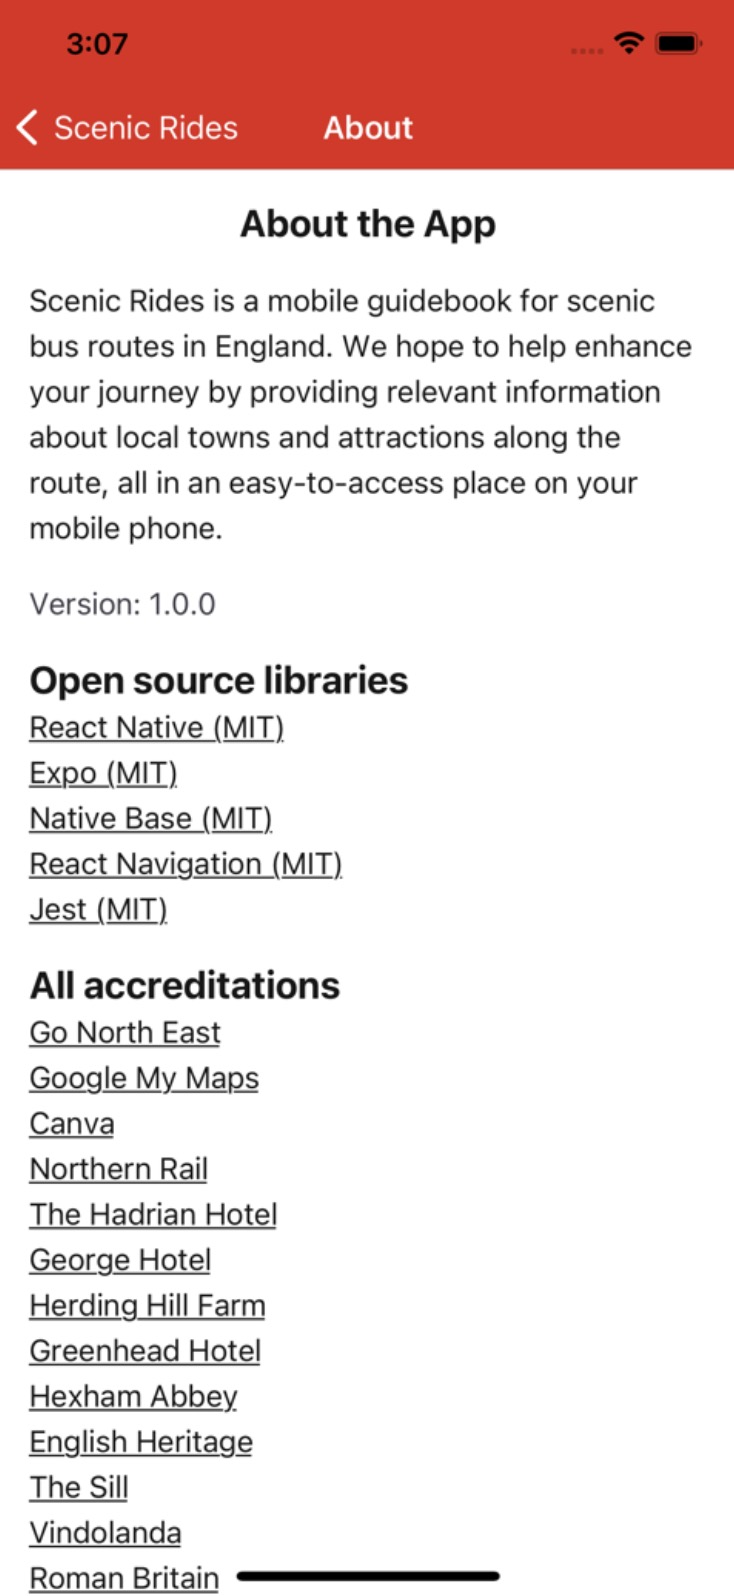 3:07
Scenic Rides About
About the App
Scenic Rides is a mobile guidebook for scenic
bus routes in England. We hope to help enhance
your journey by providing relevant information
about local towns and attractions along the
route, all in an easy-to-access place on your
mobile phone.
Version: 1.0.0
Open source libraries
React Native (MIT)
Expo (MIT)
Native Base (MIT)
React Navigation (MIT)
Jest (MIT)
All accreditations
Go North East
Google My Maps
Canva
Northern Rail
The Hadrian Hotel
George Hotel
Herding Hill Farm
Greenhead Hotel
Hexham Abbey
English Heritage
The Sill
Vindolanda
Roman Britain